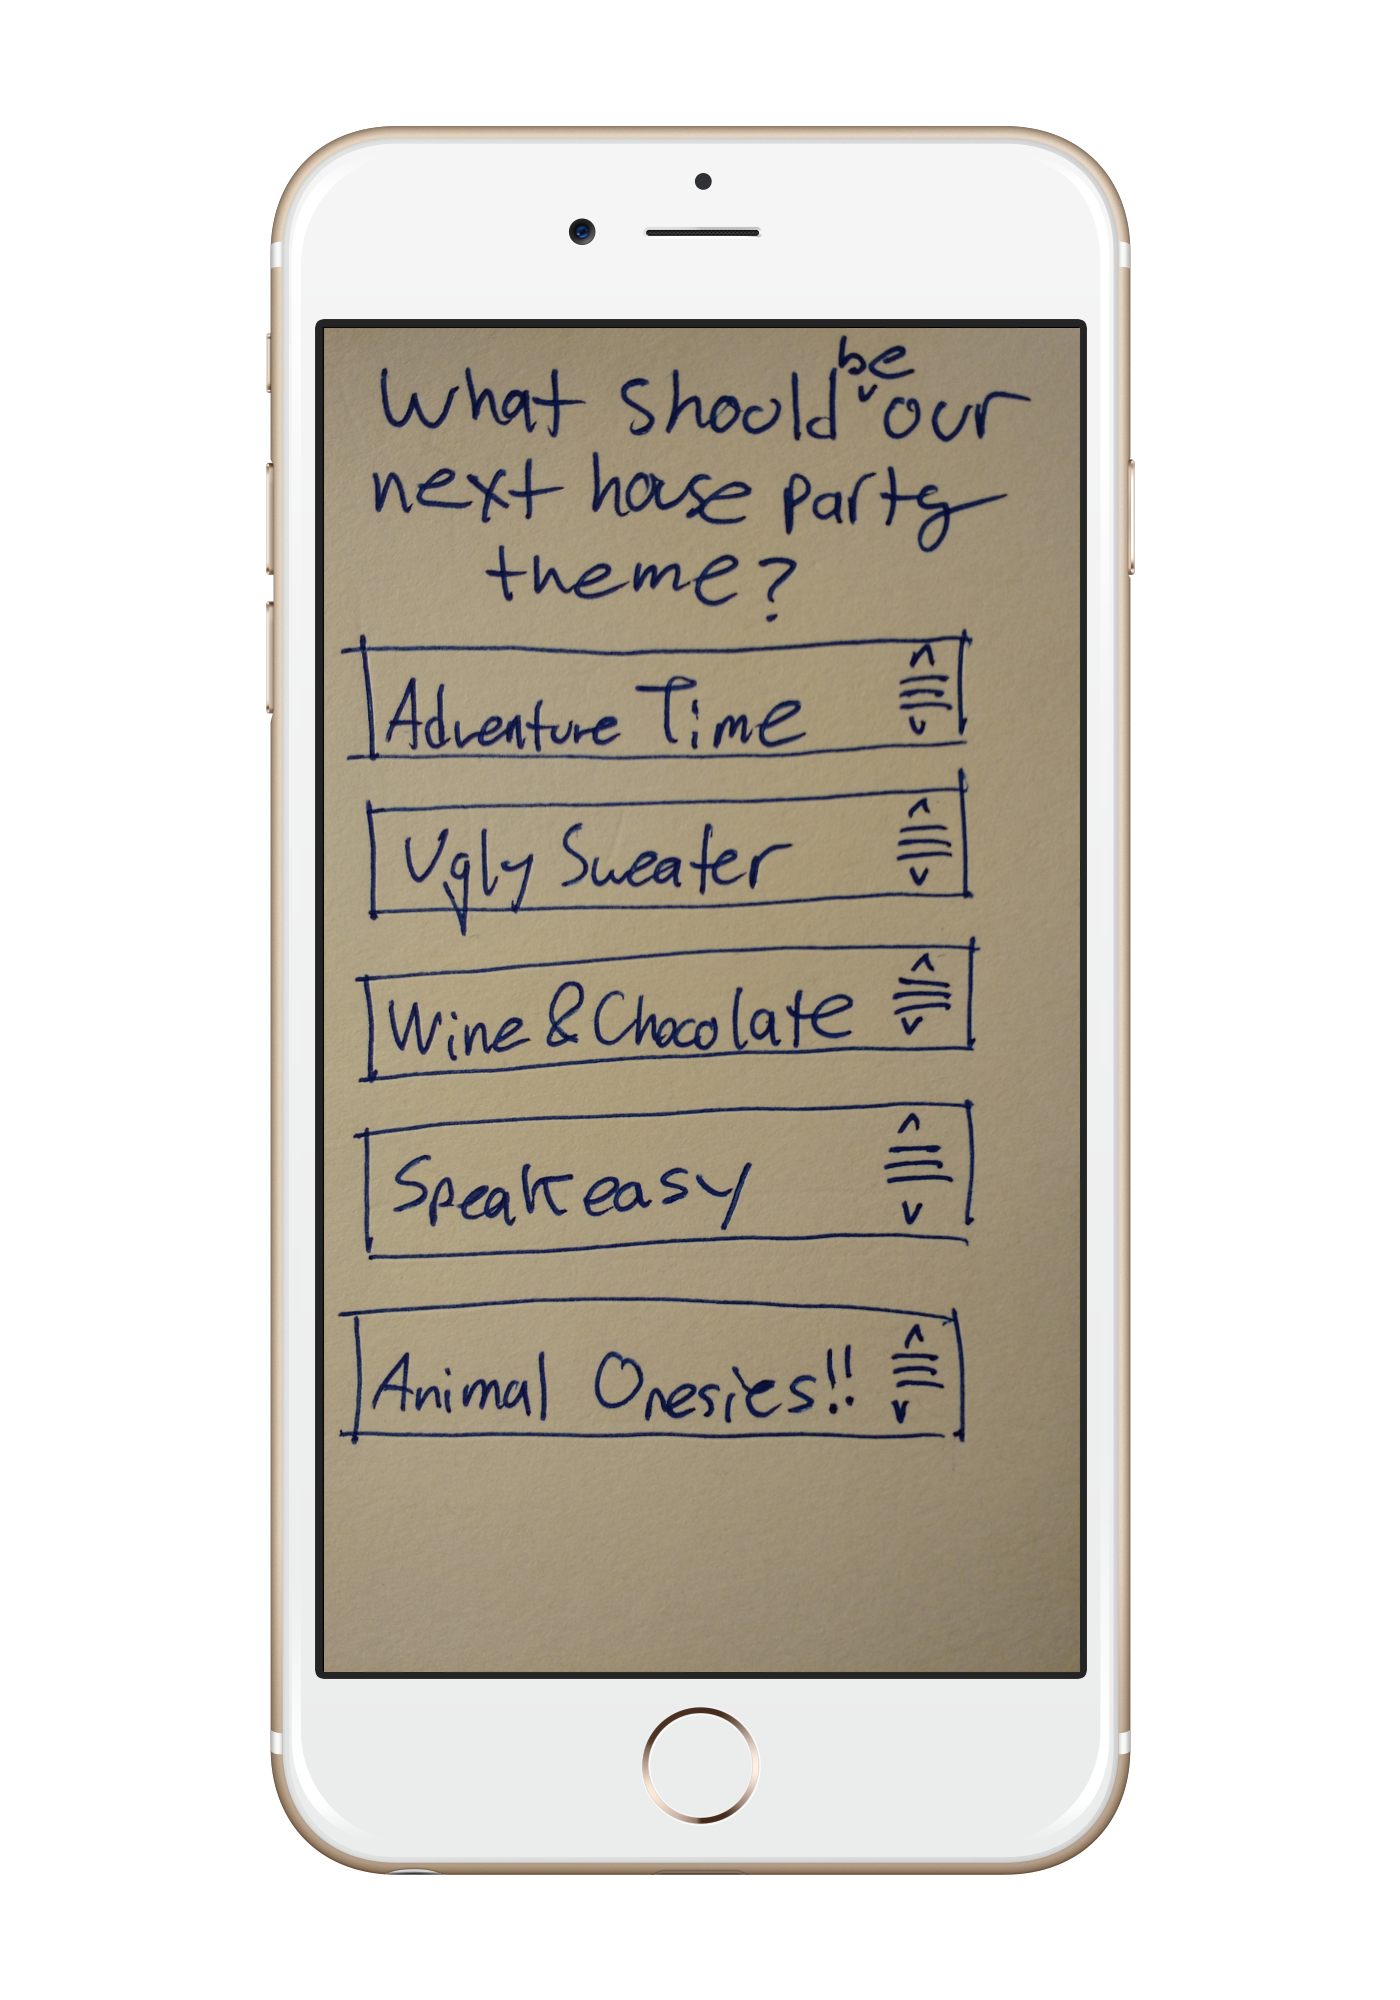 What should be our
next house party
theme?
Adventure Time
Ugly Sweater
Wine & Chocolate
Speakeasy
Animal Onesies!!